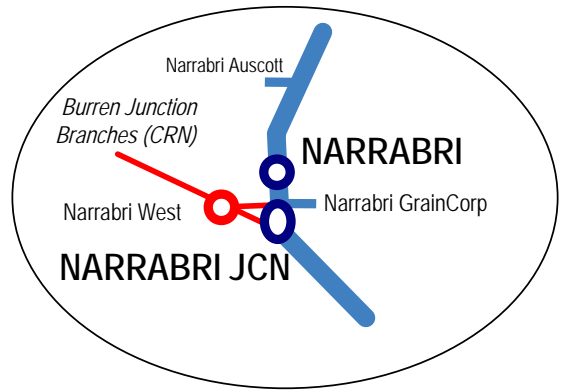 Narrabri Auscott
Burren Junction
Branches (CRN)
NARRABRI
Narrabri GrainCorp
Narrabri West
NARRABRI JCN